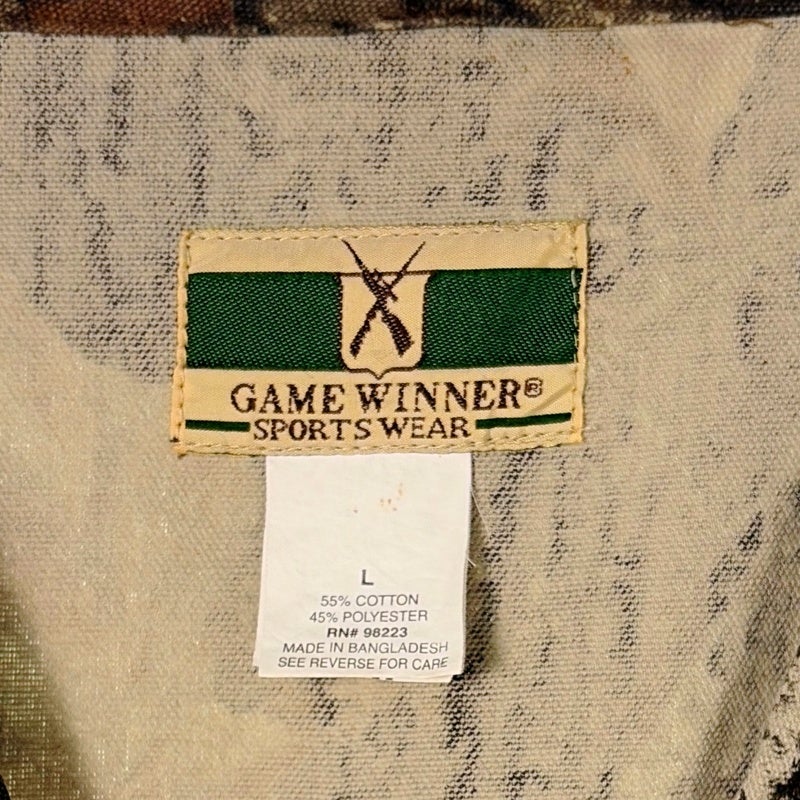 GAME WINNER®
SPORTS WEAR
L
55% COTTON
45% POLYESTER
RN# 98223
MADE IN BANGLADESH
SEE REVERSE FOR CARE